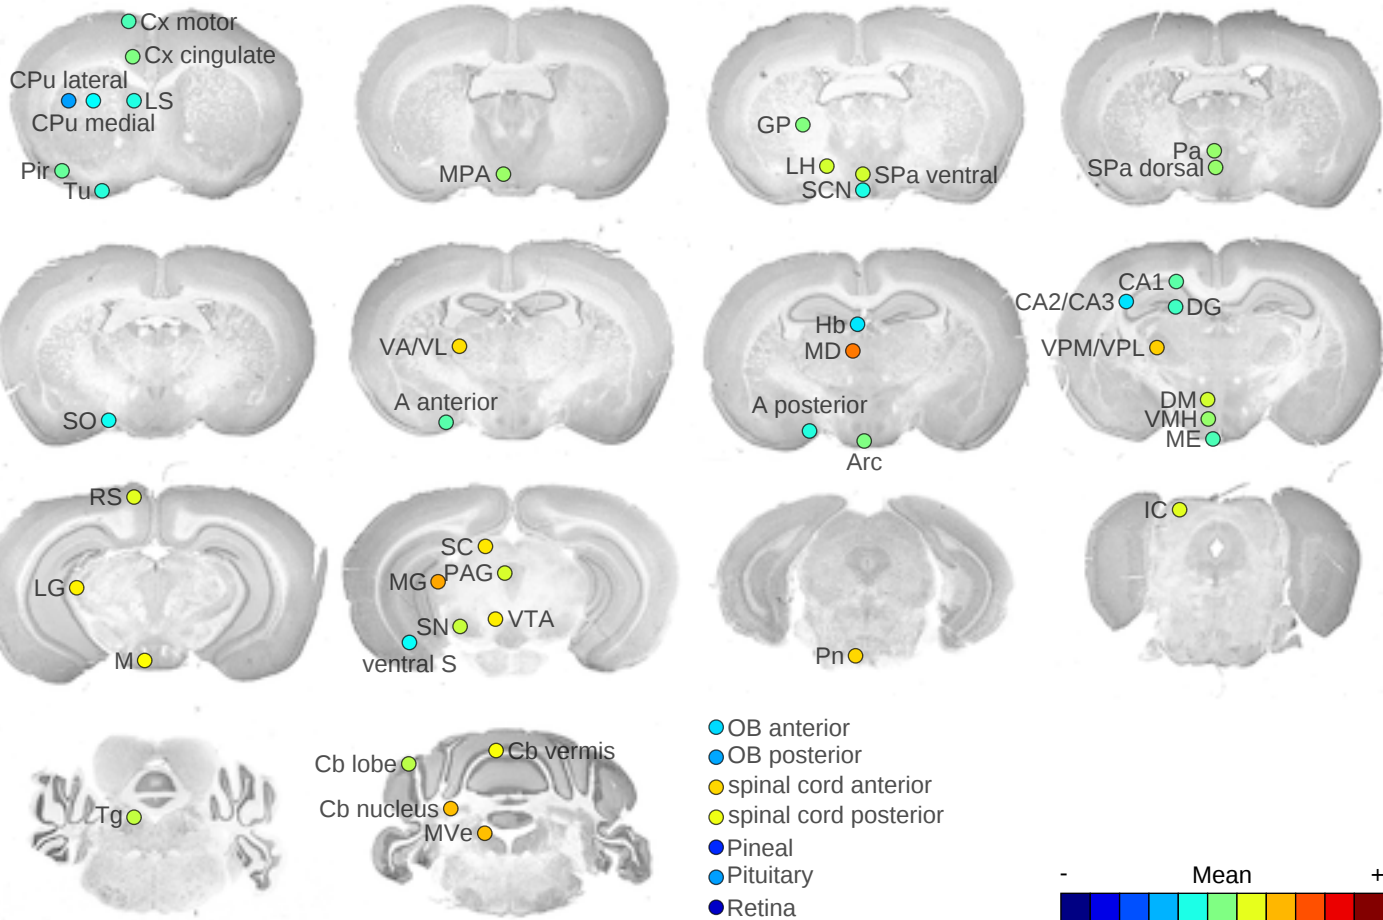 Cx motor
Cx cingulate
CPu lateral
LS
CPu medial
Pir
Tu
MPA
GP
LH
SPa ventral
SCN
Pa
SPa dorsal
SO
VA/VL
A anterior
Hb
MD
A posterior
Arc
CA1
CA2/CA3
DG
VPM/VPL
DM
VMH
ME
RS
LG
M
SC
MG
PAG
SN
VTA
ventral S
Pn
IC
Tg
Cb lobe
Cb vermis
Cb nucleus
MVe
OB anterior
OB posterior
spinal cord anterior
spinal cord posterior
Pineal
Pituitary
Retina
- Mean +